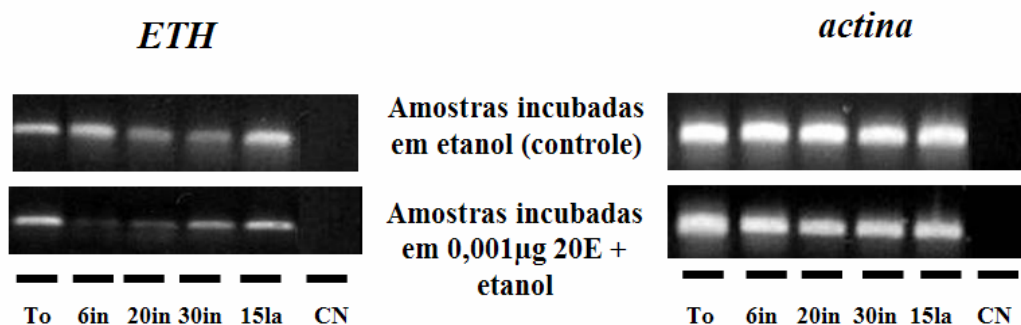 ETH
actina
Amostras incubadas
em etanol (controle)
Amostras incubadas
em 0,001µg 20E +
etanol
To 6in 20in 30in 15la CN
To 6in 20in 30in 15la CN